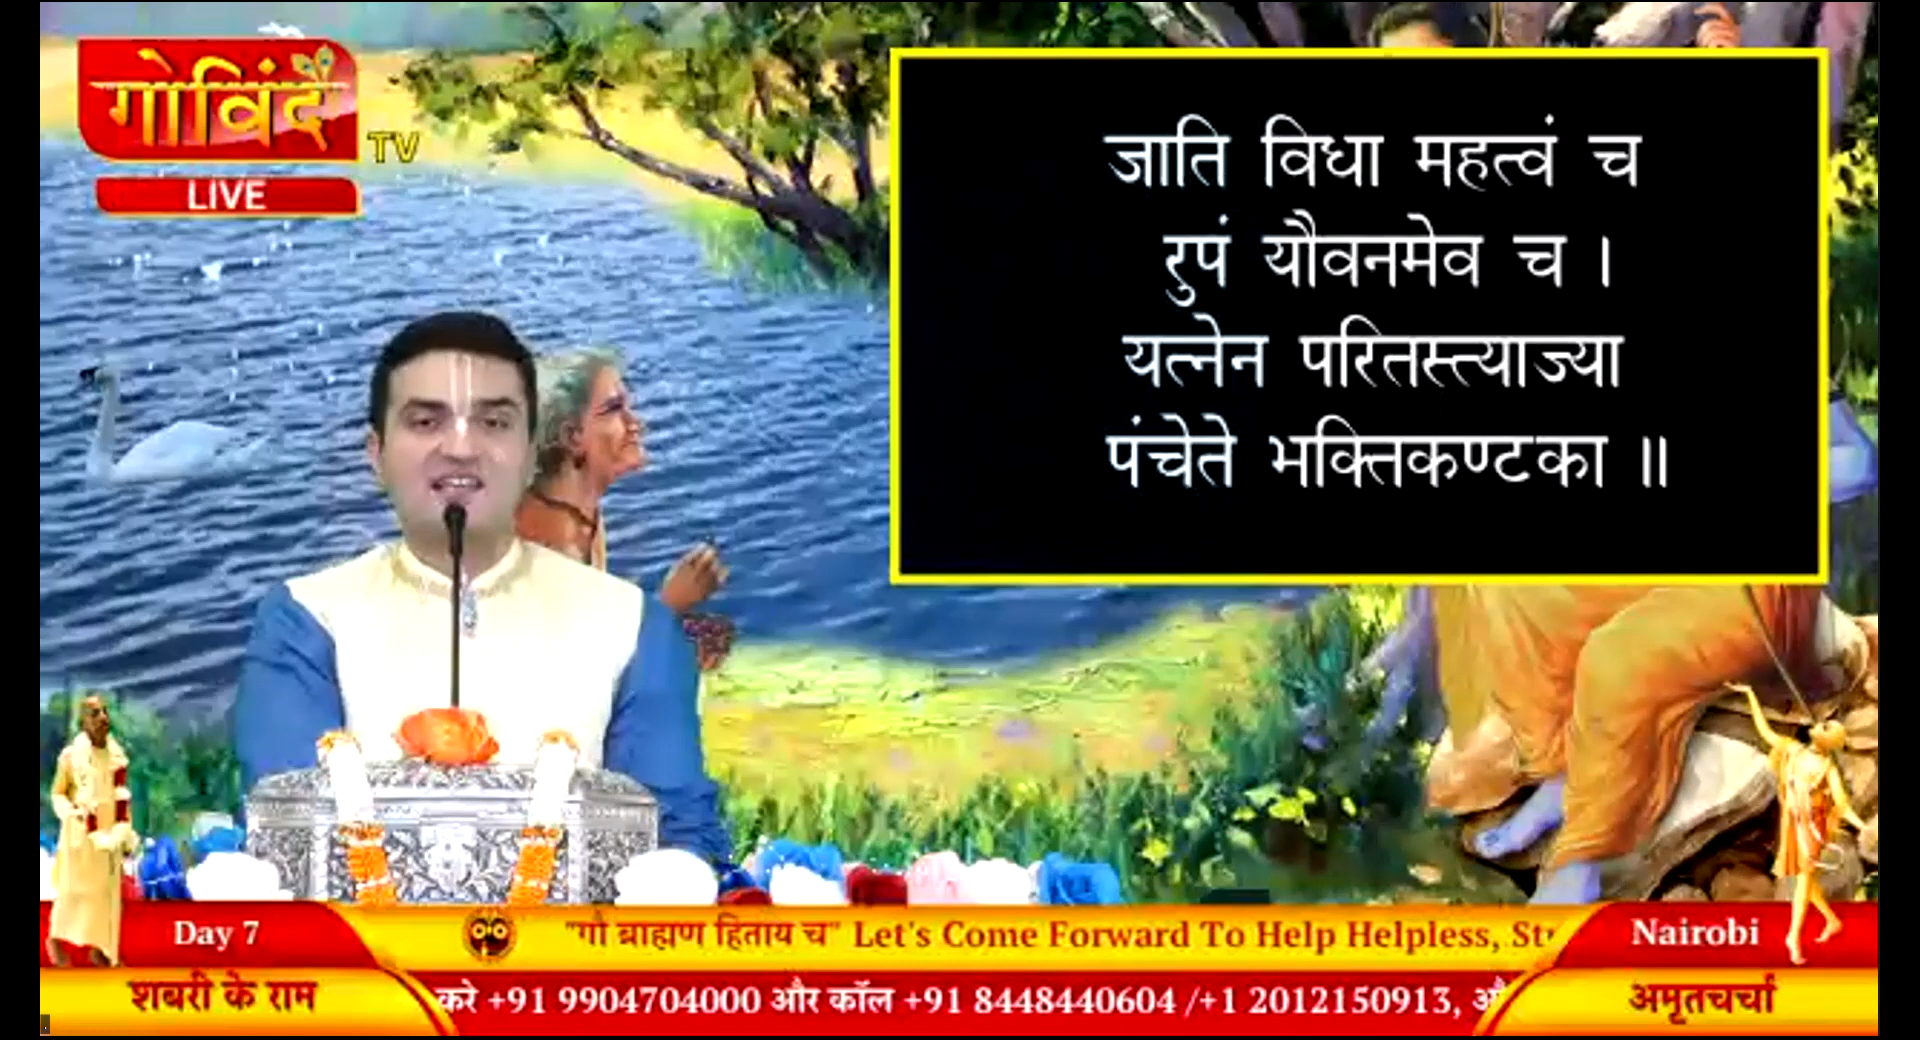 गोविंद
TV
LIVE
जाति विधा महत्वं च
रुपं यौवनमेव च ।
यत्नेन परितस्त्याज्या
पंचेते भक्तिकण्टका ॥
Day 7
"गौ ब्राह्मण हिताय च" Let's Come Forward To Help Helpless,
Nairobi
शबरी के राम
करे +91 9904704000 और कॉल +91 8448440604 /+1 2012150913,
अमृतचर्चा